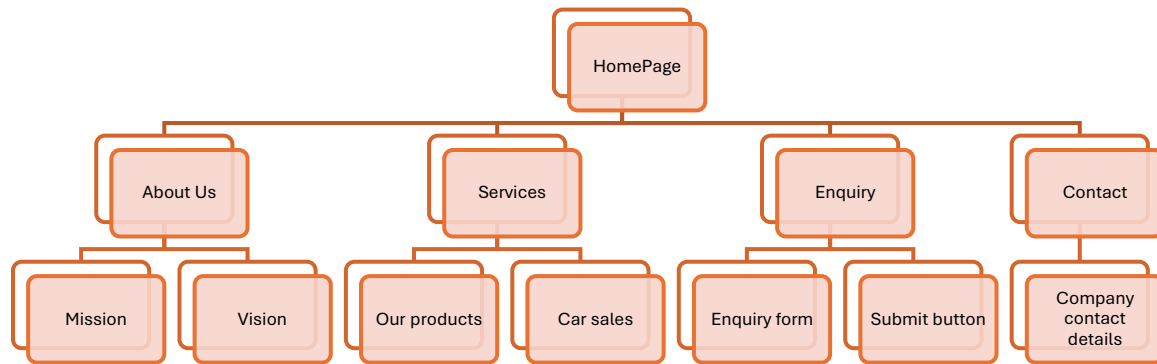 HomePage
About Us
Services
Enquiry
Contact
Mission
Vision
Our products
Car sales
Enquiry form
Submit button
Company
contact
details